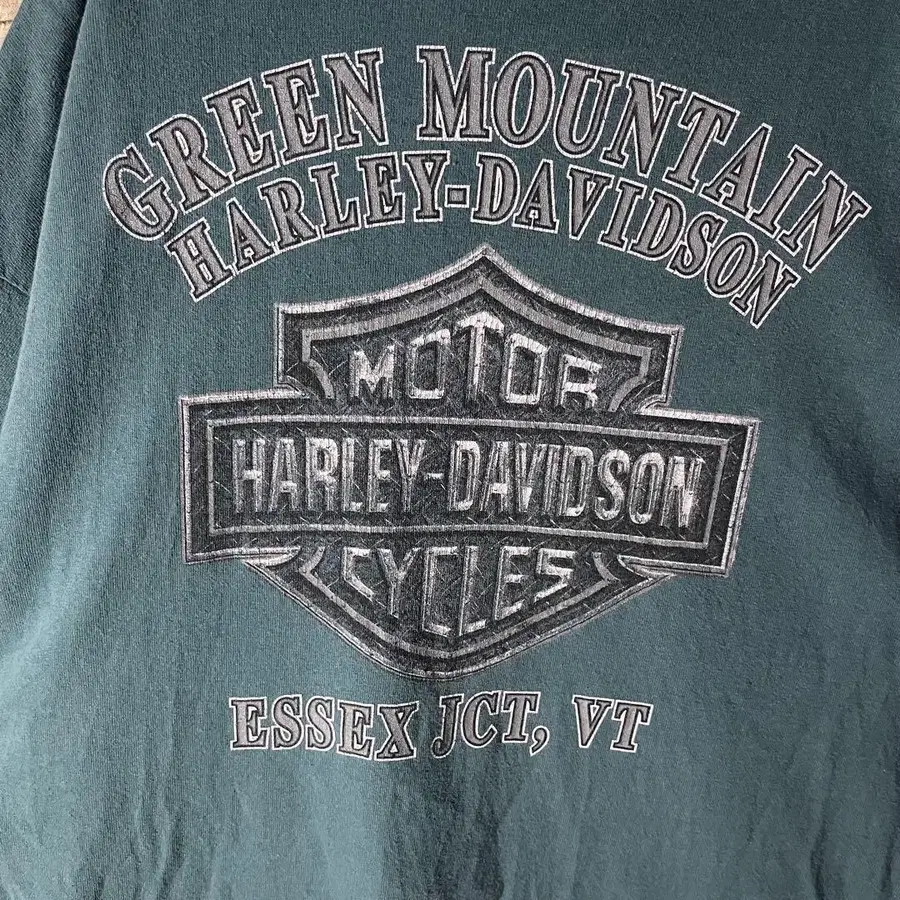 GREEN MOUNTAIN
HARLEY-DAVIDSON
MOTOR
HARLEY-DAVIDSON
CYCLES
ESSEX JCT, VT